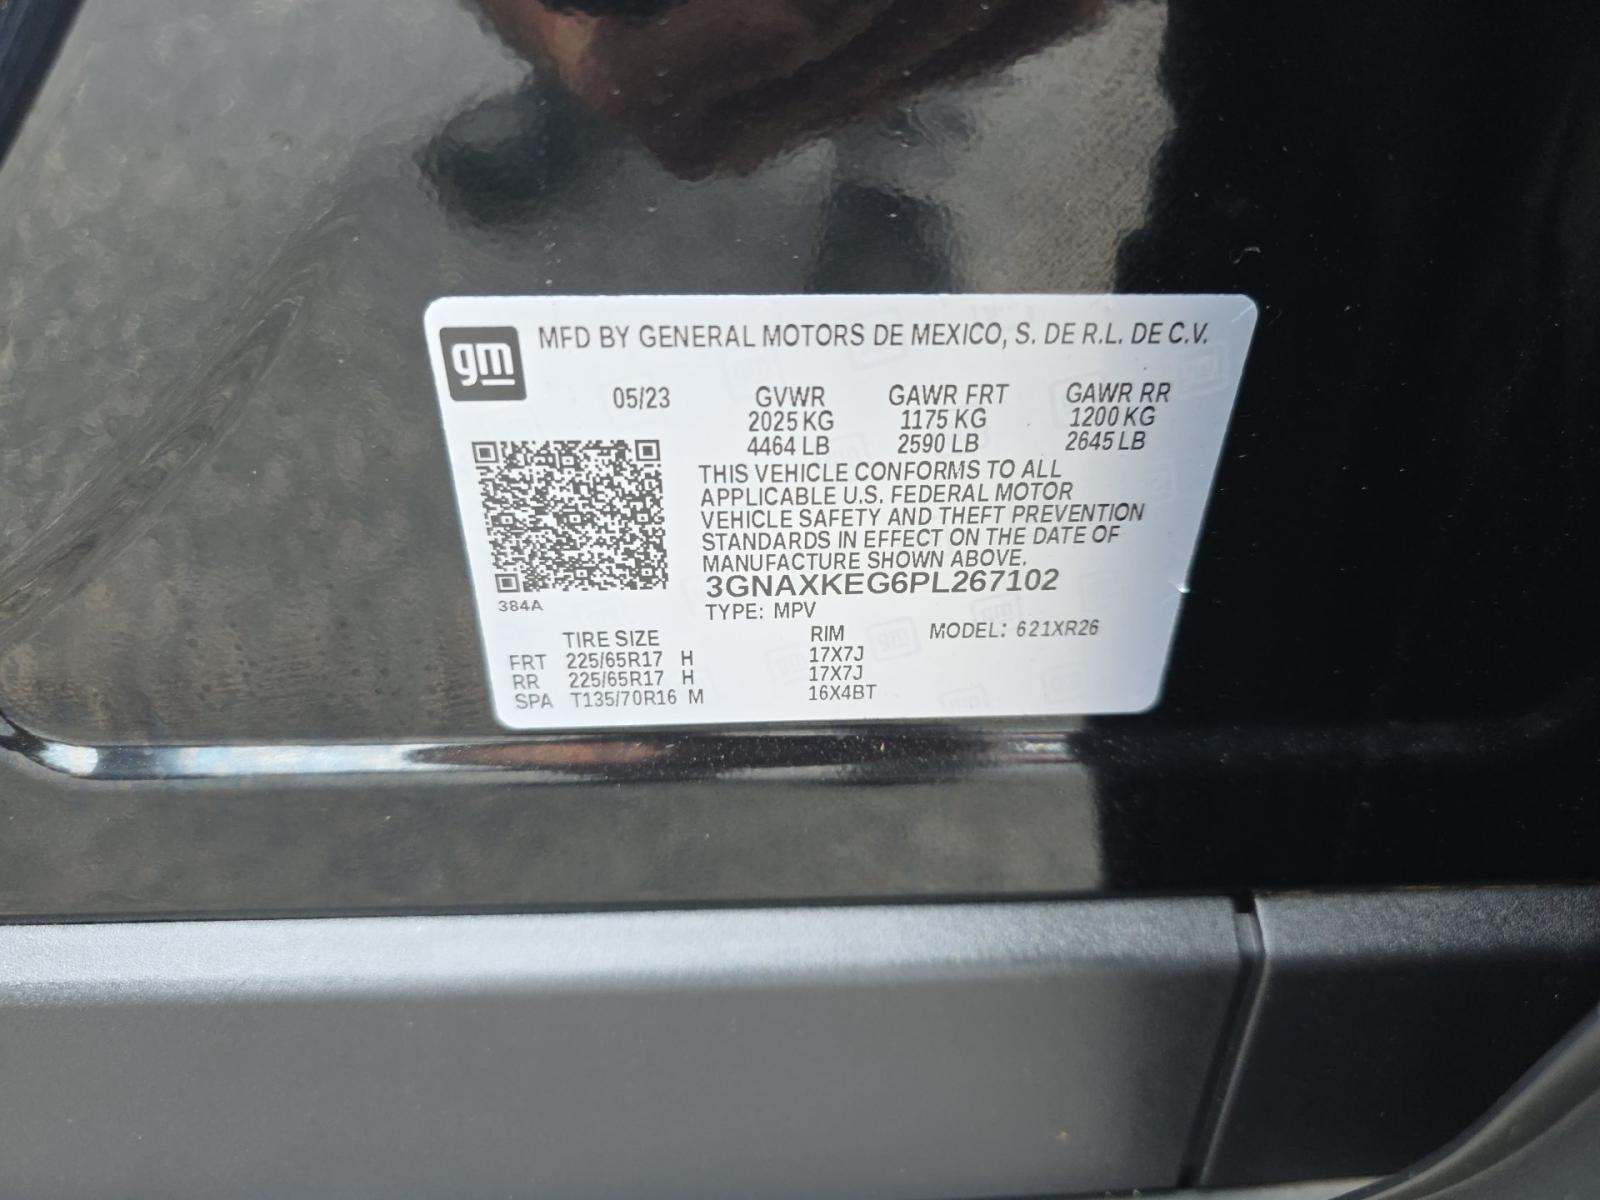 gm
MFD BY GENERAL MOTORS DE MEXICO, S. DE R.L. DE C.V.
05/23 GVWR GAWR FRT GAWR RR
2025 KG 1175 KG 1200 KG
4464 LB 2590 LB 2645 LB
THIS VEHICLE CONFORMS TO ALL
APPLICABLE U.S. FEDERAL MOTOR
VEHICLE SAFETY AND THEFT PREVENTION
STANDARDS IN EFFECT ON THE DATE OF
MANUFACTURE SHOWN ABOVE.
3GNAXKEG6PL267102
384A
TYPE: MPV
TIRE SIZE RIM MODEL: 621XR26
FRT 225/65R17 H 17X7J
RR 225/65R17 H 17X7J
SPA T135/70R16 M 16X4BT